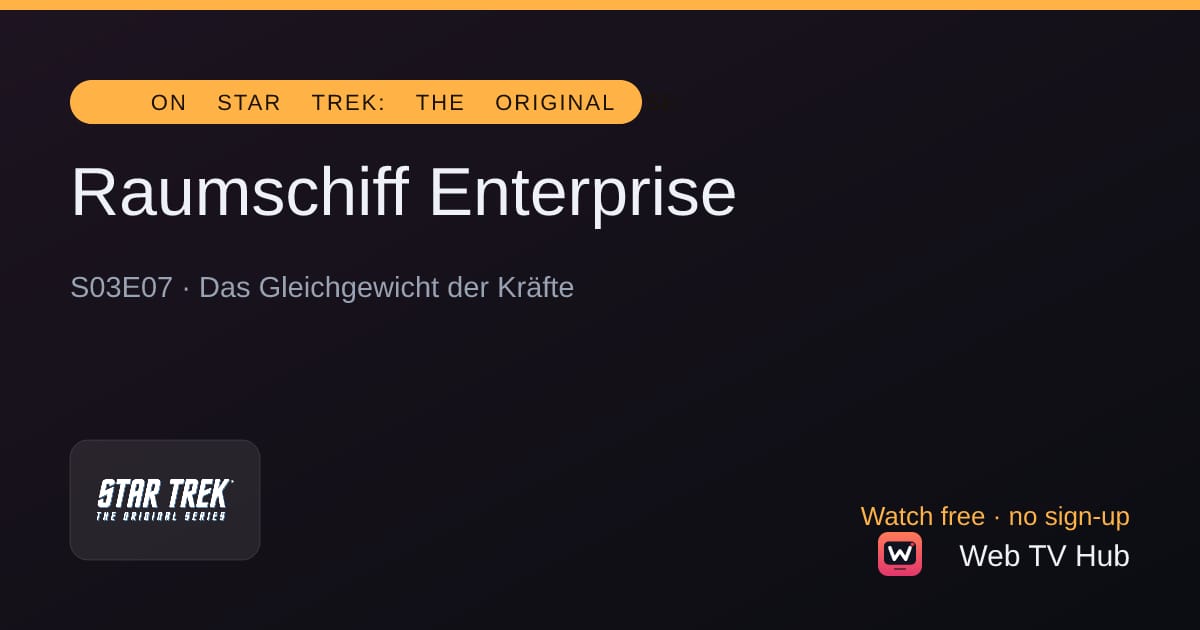 ON STAR TREK: THE ORIGINAL
Raumschiff Enterprise
S03E07 · Das Gleichgewicht der Kräfte
STAR TREK
THE ORIGINAL SERIES
Watch free · no sign-up
W
Web TV Hub